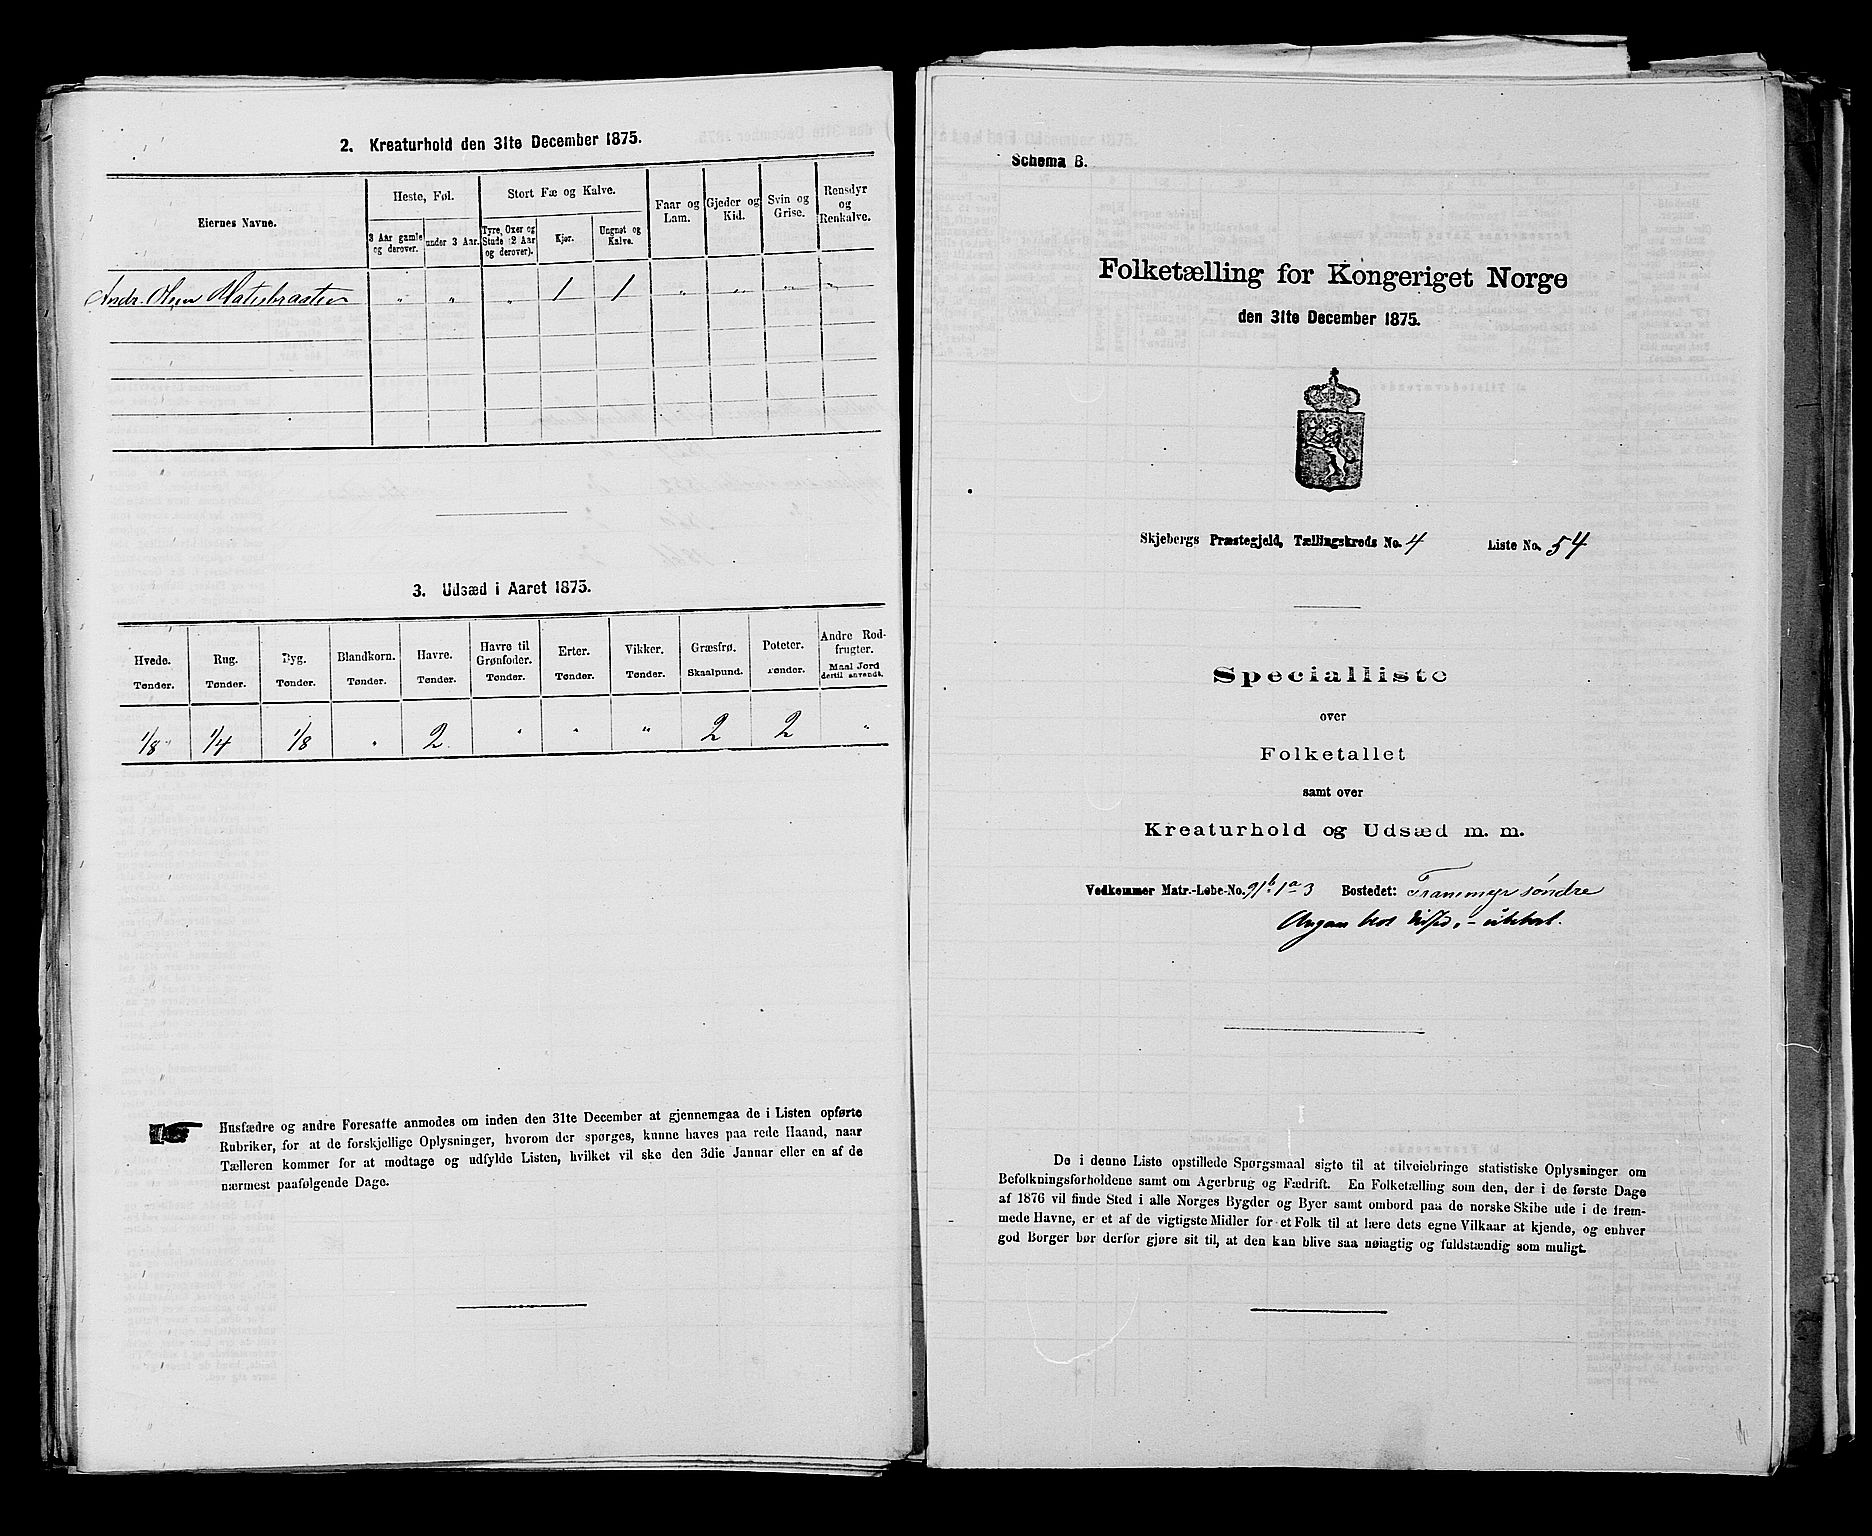 2. Kreaturhold den 31te December 1875.
Eiernes Navne.
Heste, Føl.
3 Aar gamle og derover.
under 3 Aar.
Stort Fæ og Kalve.
Tyre, Oxer og Stude (2 Aar og derover).
Kjør.
Ungnøt og Kalve.
Faar og Lam.
Gjeder og Kid.
Svin og Grise.
Rensdyr og Renkalve.
Andr. Olsen " " " 1 1 " " " "
3. Udsæd i Aaret 1875.
Hvede. Rug. Byg. Blandkorn. Havre. Havre til Grønfoder. Erter. Vikker. Græsfrø. Poteter. Andre Rodfrugter.
Tønder. Tønder. Tønder. Tønder. Tønder. Tønder. Tønder. Tønder. Skaalpund. Tønder. Maal Jord dertil anvendt.
1/8 1/4 1/8 " 2 " " " 2 2 "
Husfædre og andre Foresatte anmodes om inden den 31te December at gjennemgaa de i Listen opførte
Rubriker, for at de forskjellige Oplysninger, hvorom der spørges, kunne haves paa rede Haand, naar
Tælleren kommer for at modtage og udfylde Listen, hvilket vil ske den 3die Januar eller en af de
nærmest paafølgende Dage.
Schema B.
Folketælling for Kongeriget Norge
den 31te December 1875.
Skjebergs Præstegjeld, Tællingskreds No. 4 Liste No. 54
Specialliste
over
Folketallet
samt over
Kreaturhold og Udsæd m. m.
Vedkommer Matr.-Løbe-No. 91b. 1a 3 Bostedet: søndre
De i denne Liste opstillede Spørgsmaal sigte til at tilveiebringe statistiske Oplysninger om
Befolkningsforholdene samt om Agerbrug og Fædrift. En Folketælling som den, der i de første Dage
af 1876 vil finde Sted i alle Norges Bygder og Byer samt ombord paa de norske Skibe ude i de frem-
mede Havne, er et af de vigtigste Midler for et Folk til at lære dets egne Vilkaar at kjende, og enhver
god Borger bør derfor gjøre sit til, at den kan blive saa nøiagtig og fuldstændig som muligt.